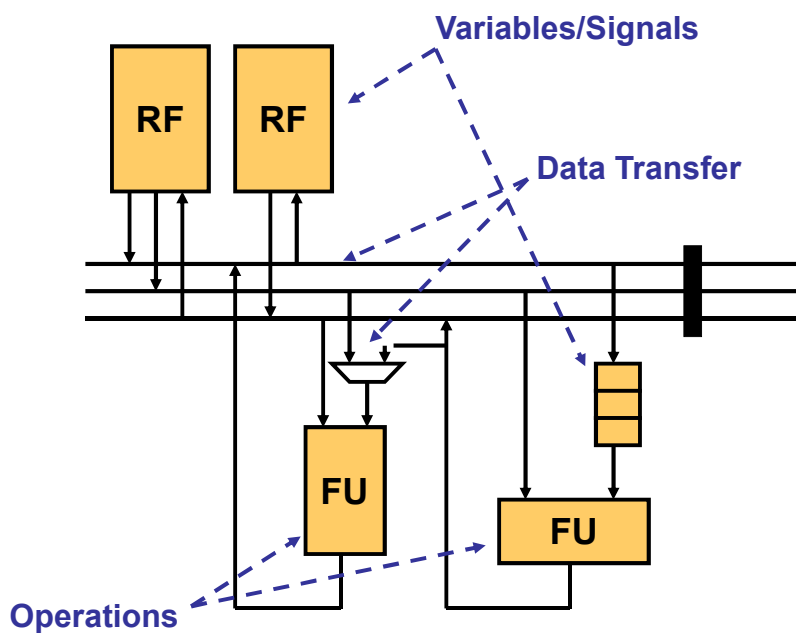 Variables/Signals
RF
RF
Data Transfer
FU
FU
Operations